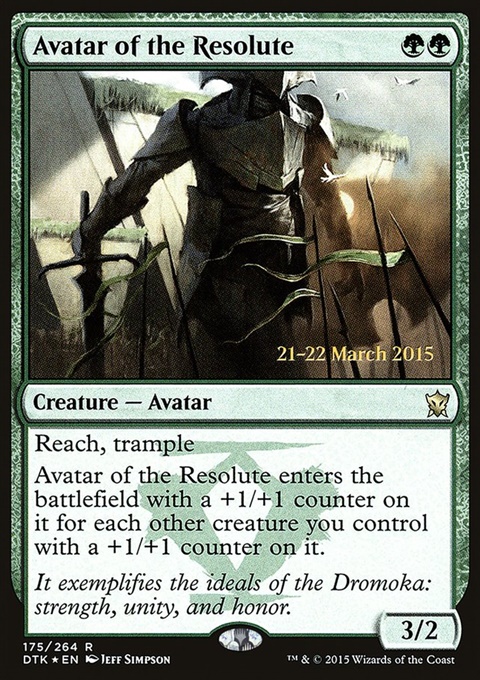 Avatar of the Resolute
21–22 March 2015
Creature — Avatar
Reach, trample
Avatar of the Resolute enters the
battlefield with a +1/+1 counter on
it for each other creature you control
with a +1/+1 counter on it.
It exemplifies the ideals of the Dromoka:
strength, unity, and honor.
3/2
175/264 R
DTK ★ EN Jeff Simpson
™ & © 2015 Wizards of the Coast